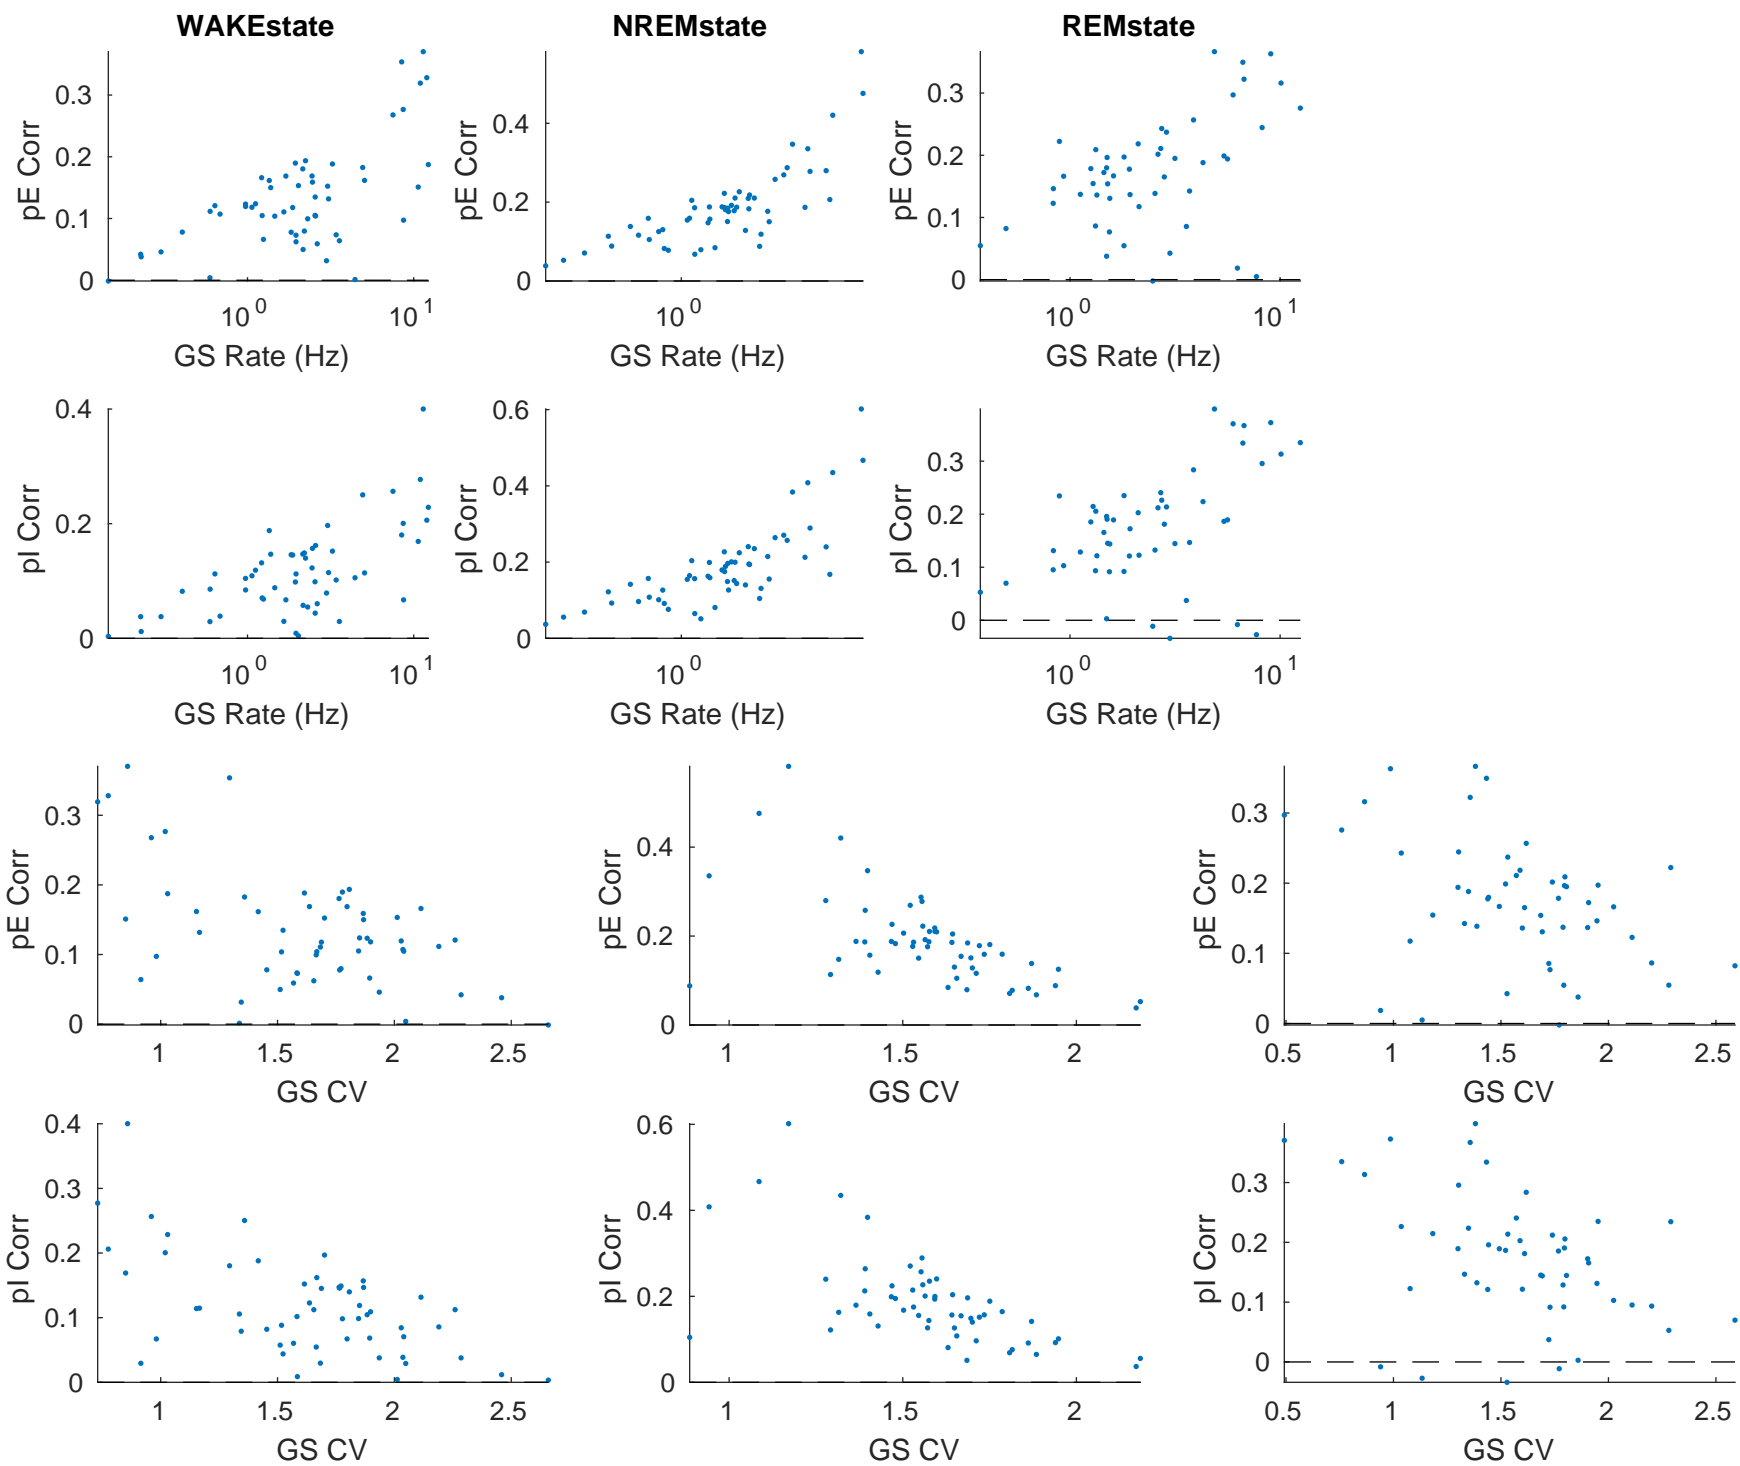 WAKEstate NREMstate REMstate
pE Corr 0.3 0.2 0.1 0
10^0 10^1
GS Rate (Hz)
pE Corr 0.4 0.2 0
10^0
GS Rate (Hz)
pE Corr 0.3 0.2 0.1 0
10^0 10^1
GS Rate (Hz)
pI Corr 0.4 0.2 0
10^0 10^1
GS Rate (Hz)
pI Corr 0.6 0.4 0.2 0
10^0
GS Rate (Hz)
pI Corr 0.3 0.2 0.1 0
10^0 10^1
GS Rate (Hz)
pE Corr 0.3 0.2 0.1 0
1 1.5 2 2.5
GS CV
pE Corr 0.4 0.2 0
1 1.5 2
GS CV
pE Corr 0.3 0.2 0.1 0
0.5 1 1.5 2 2.5
GS CV
pI Corr 0.4 0.3 0.2 0.1 0
1 1.5 2 2.5
GS CV
pI Corr 0.6 0.4 0.2 0
1 1.5 2
GS CV
pI Corr 0.3 0.2 0.1 0
0.5 1 1.5 2 2.5
GS CV